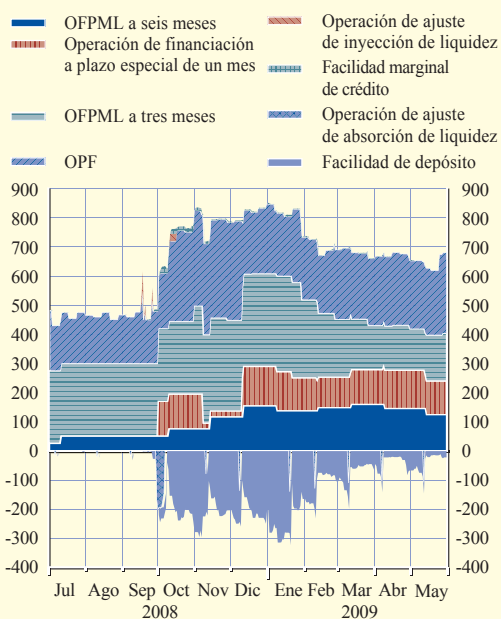 OFPML a seis meses
Operación de financiación
a plazo especial de un mes
OFPML a tres meses
OPF
Operación de ajuste
de inyección de liquidez
Facilidad marginal
de crédito
Operación de ajuste
de absorción de liquidez
Facilidad de depósito
900 900
800 800
700 700
600 600
500 500
400 400
300 300
200 200
100 100
0 0
-100 -100
-200 -200
-300 -300
-400 -400
Jul Ago Sep Oct Nov Dic Ene Feb Mar Abr May
2008 2009